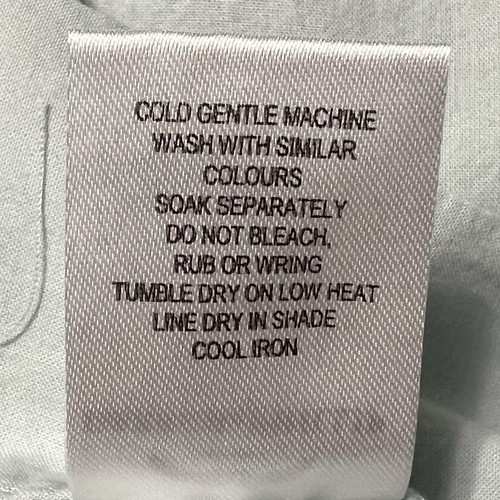 COLD GENTLE MACHINE
WASH WITH SIMILAR
COLOURS
SOAK SEPARATELY
DO NOT BLEACH,
RUB OR WRING
TUMBLE DRY ON LOW HEAT
LINE DRY IN SHADE
COOL IRON